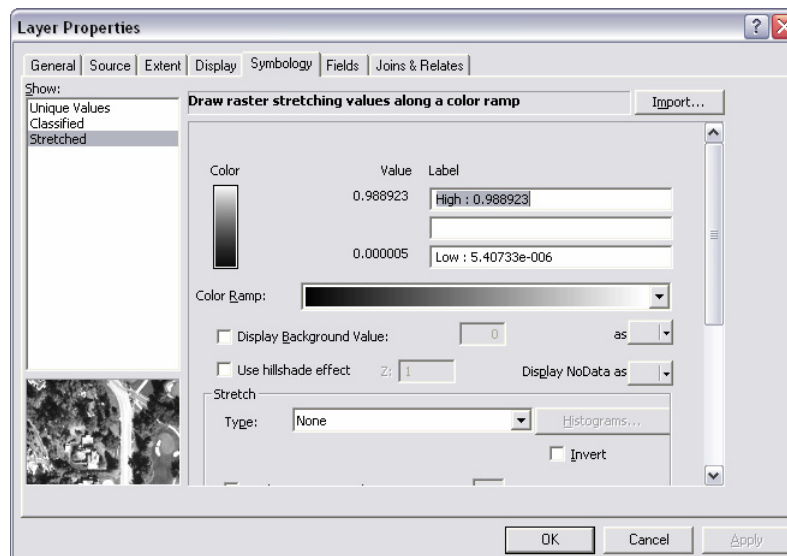 Layer Properties
General Source Extent Display Symbology Fields Joins & Relates
Show:
Unique Values
Classified
Stretched
Draw raster stretching values along a color ramp
Import...
Color Value Label
0.988923 High : 0.988923
0.000005 Low : 5.40733e-006
Color Ramp:
Display Background Value: 0 as
Use hillshade effect Z: 1 Display NoData as
Stretch
Type: None Histograms...
Invert
OK Cancel Apply